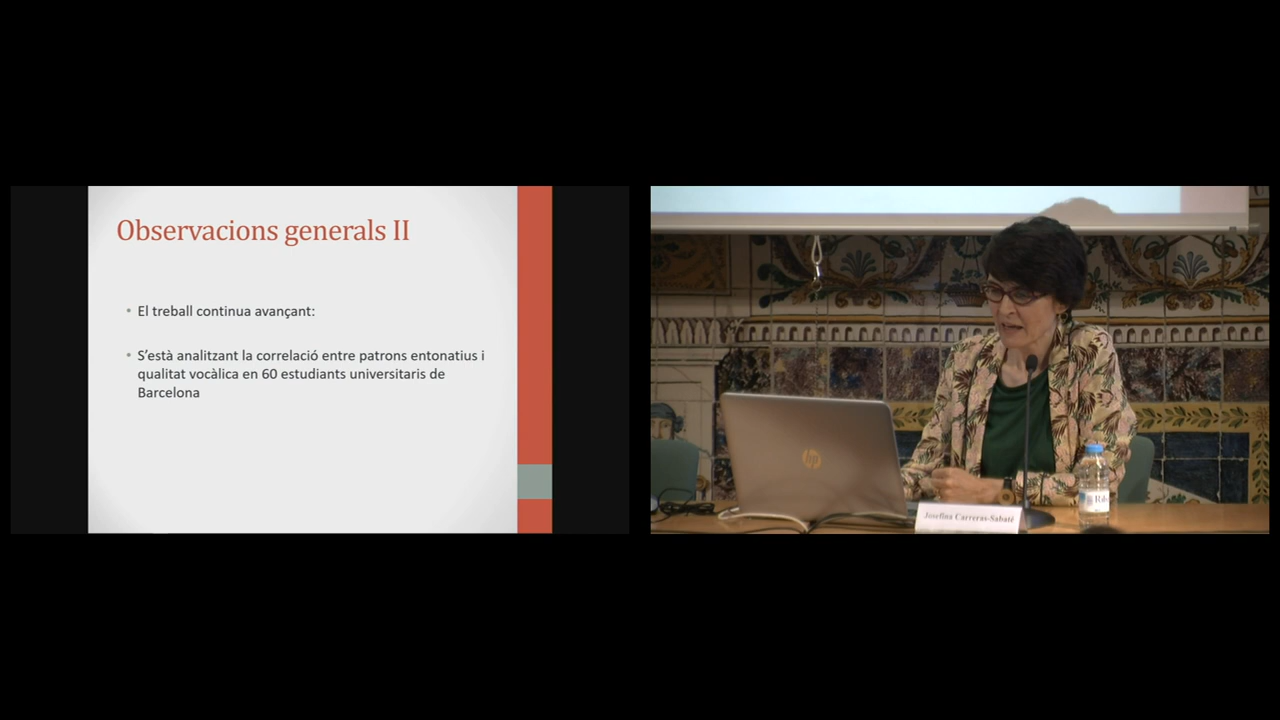 Observacions generals II
• El treball continua avançant:
• S'està analitzant la correlació entre patrons entonatius i
qualitat vocàlica en 60 estudiants universitaris de
Barcelona
hp
Josefina Carreras-Sabaté